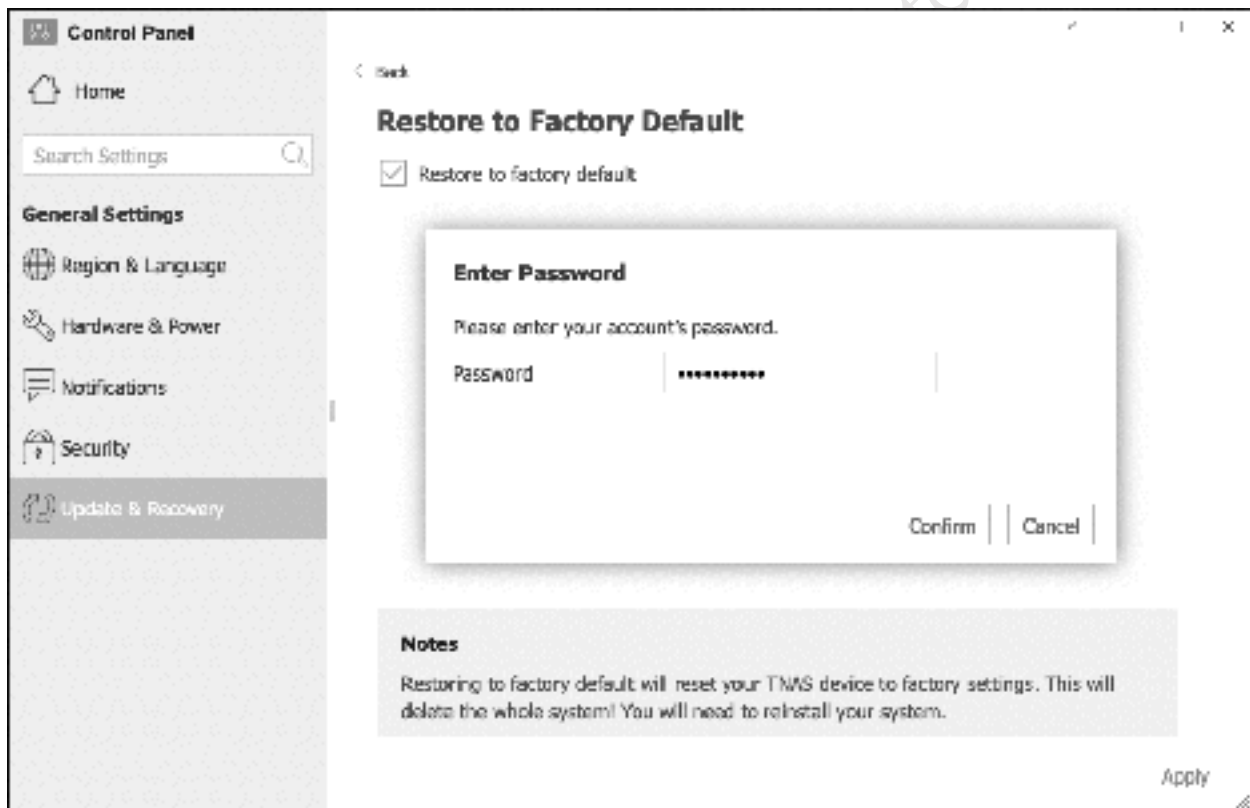 Control Panel
Home
Search Settings
General Settings
Region & Language
Hardware & Power
Notifications
Security
Update & Recovery
Back
Restore to Factory Default
Restore to factory default
Enter Password
Please enter your account's password.
Password
Confirm
Cancel
Notes
Restoring to factory default will reset your TNAS device to factory settings. This will
delete the whole system! You will need to reinstall your system.
Apply